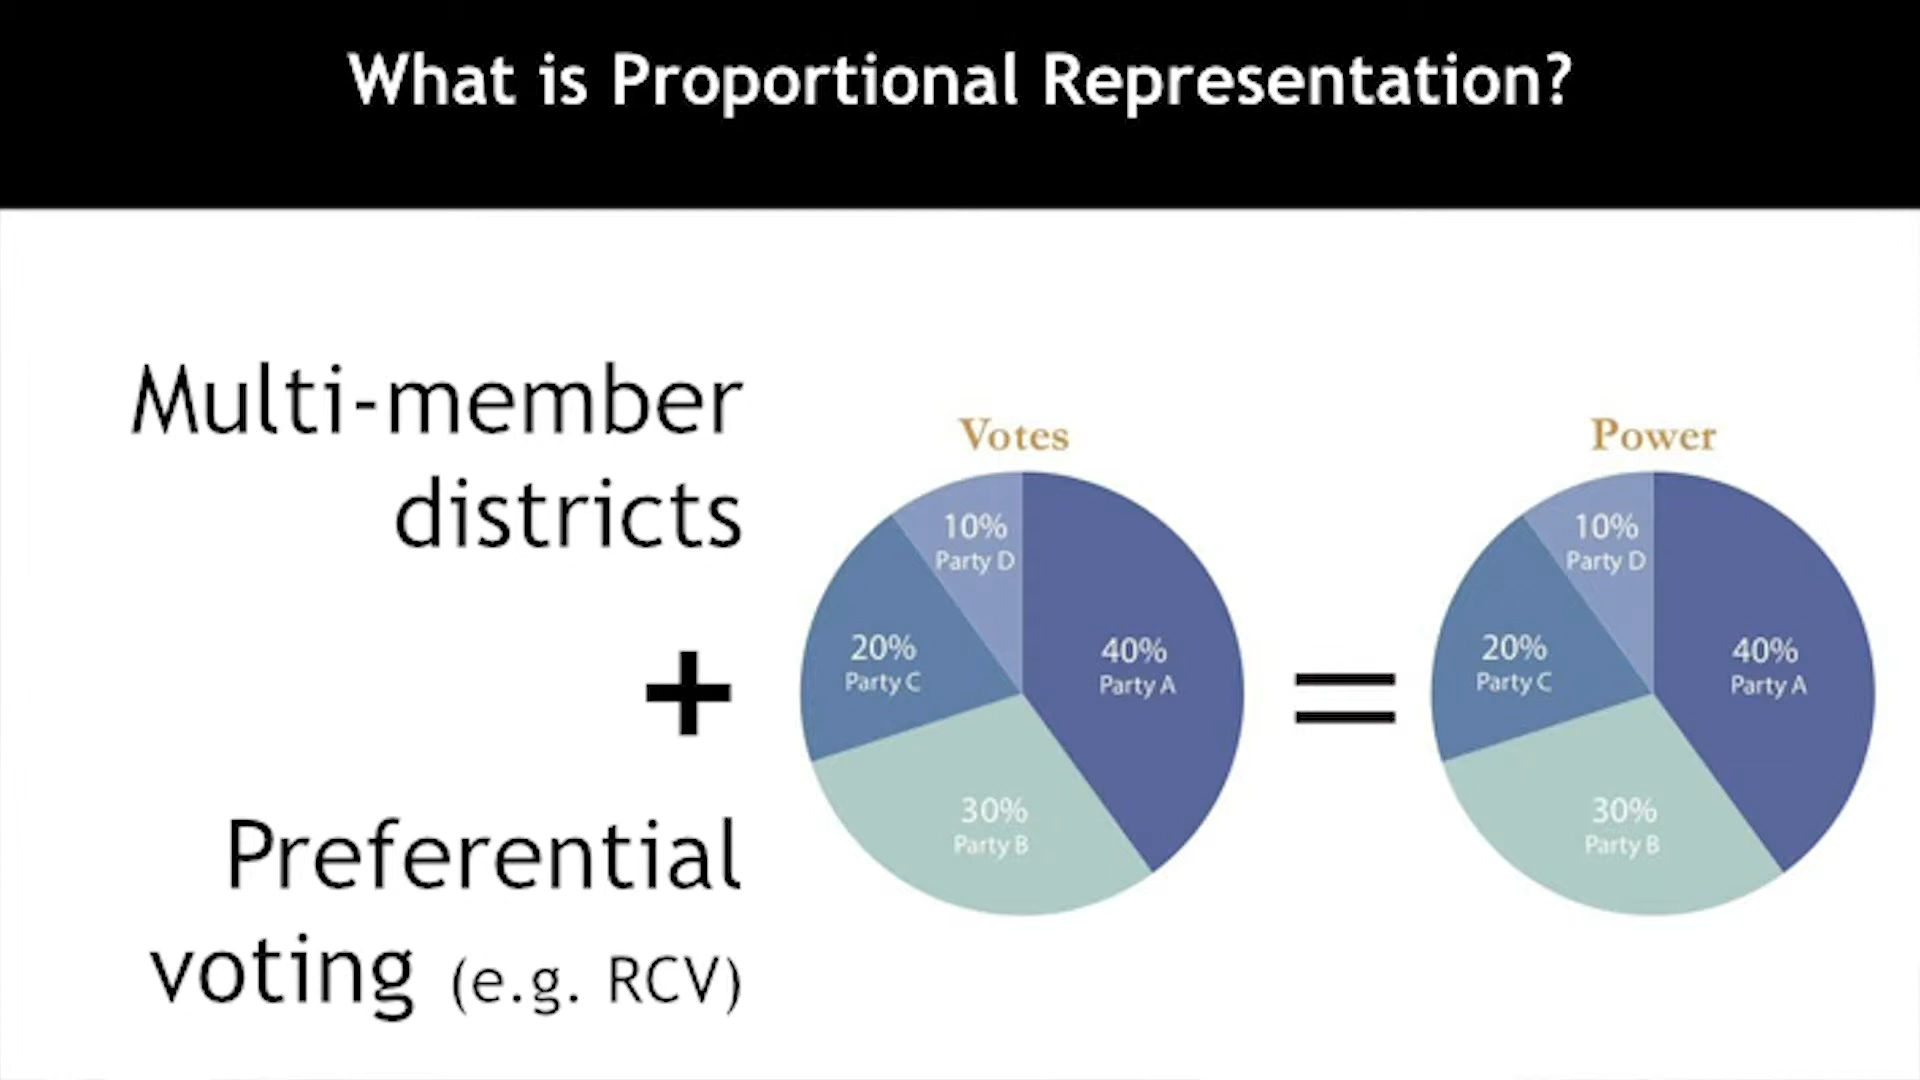 What is Proportional Representation?
Multi-member
districts
+
Preferential
voting (e.g. RCV)
Votes
10%
Party D
20%
Party C
40%
Party A
30%
Party B
=
Power
10%
Party D
20%
Party C
40%
Party A
30%
Party B